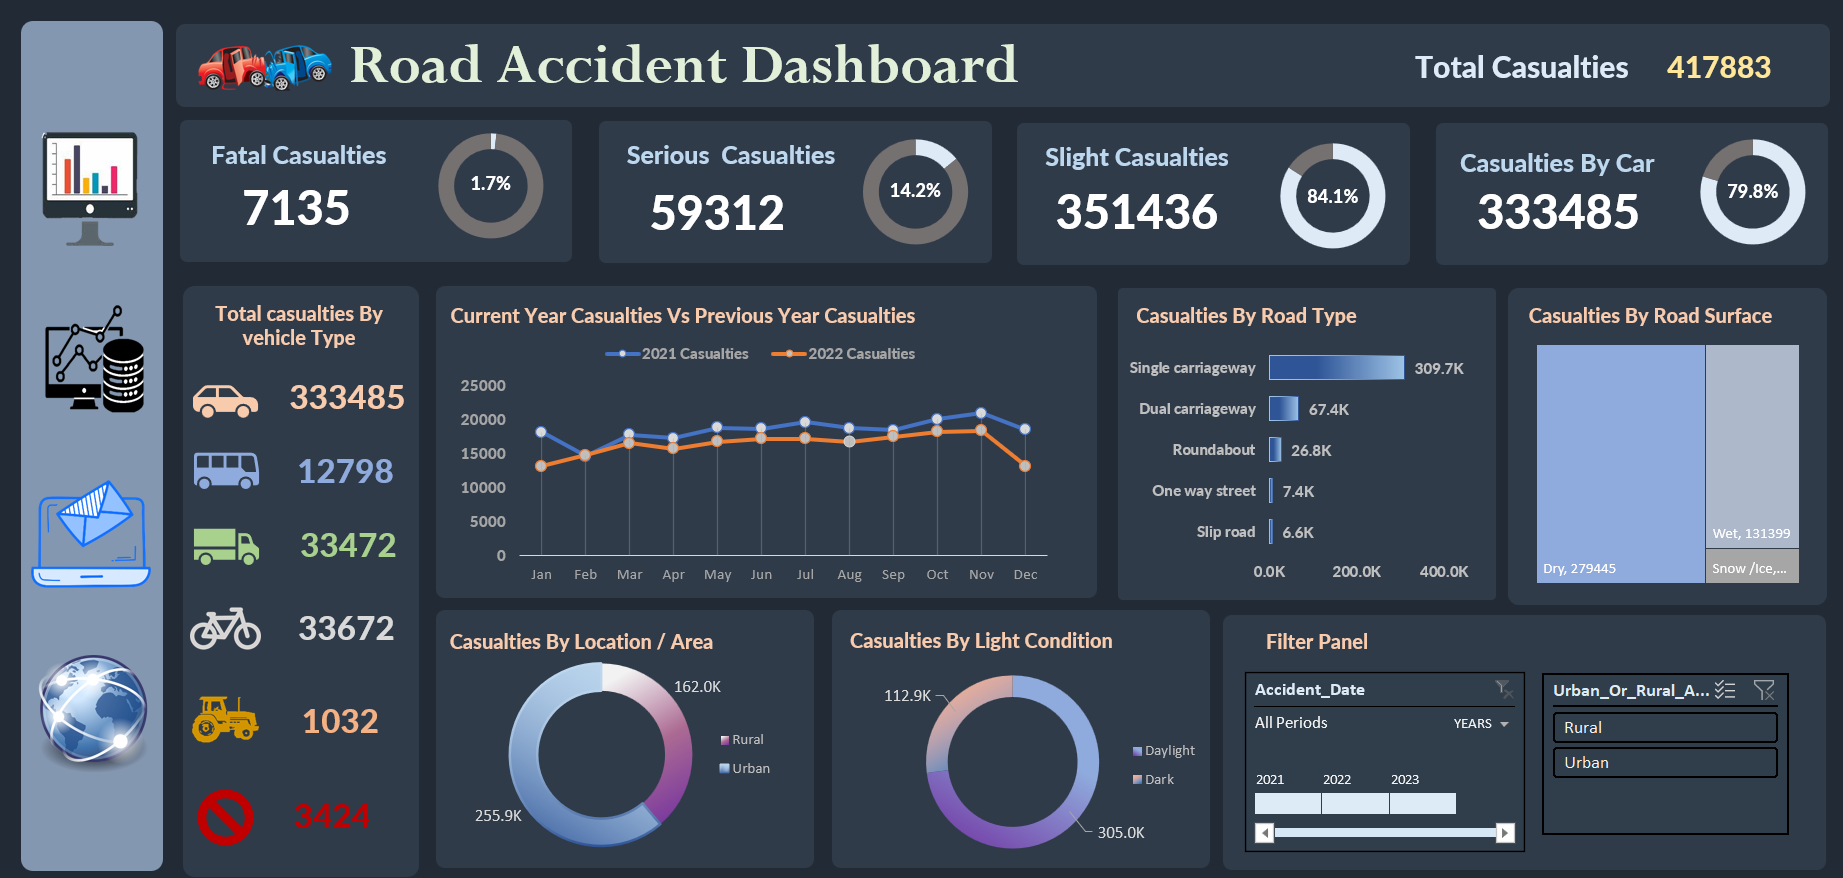 Road Accident Dashboard
Total Casualties 417883
Fatal Casualties
7135
1.7%
Serious Casualties
59312
14.2%
Slight Casualties
351436
84.1%
Casualties By Car
333485
79.8%
Total casualties By
vehicle Type
333485
12798
33472
33672
1032
3424
Current Year Casualties Vs Previous Year Casualties
2021 Casualties 2022 Casualties
25000
20000
15000
10000
5000
0
Jan Feb Mar Apr May Jun Jul Aug Sep Oct Nov Dec
Casualties By Road Type
Single carriageway 309.7K
Dual carriageway 67.4K
Roundabout 26.8K
One way street 7.4K
Slip road 6.6K
0.0K 200.0K 400.0K
Casualties By Road Surface
Wet, 131399
Dry, 279445
Snow /Ice,...
Casualties By Location / Area
162.0K
255.9K
Rural
Urban
Casualties By Light Condition
112.9K
305.0K
Daylight
Dark
Filter Panel
Accident_Date
All Periods YEARS
2021 2022 2023
Urban_Or_Rural_A...
Rural
Urban